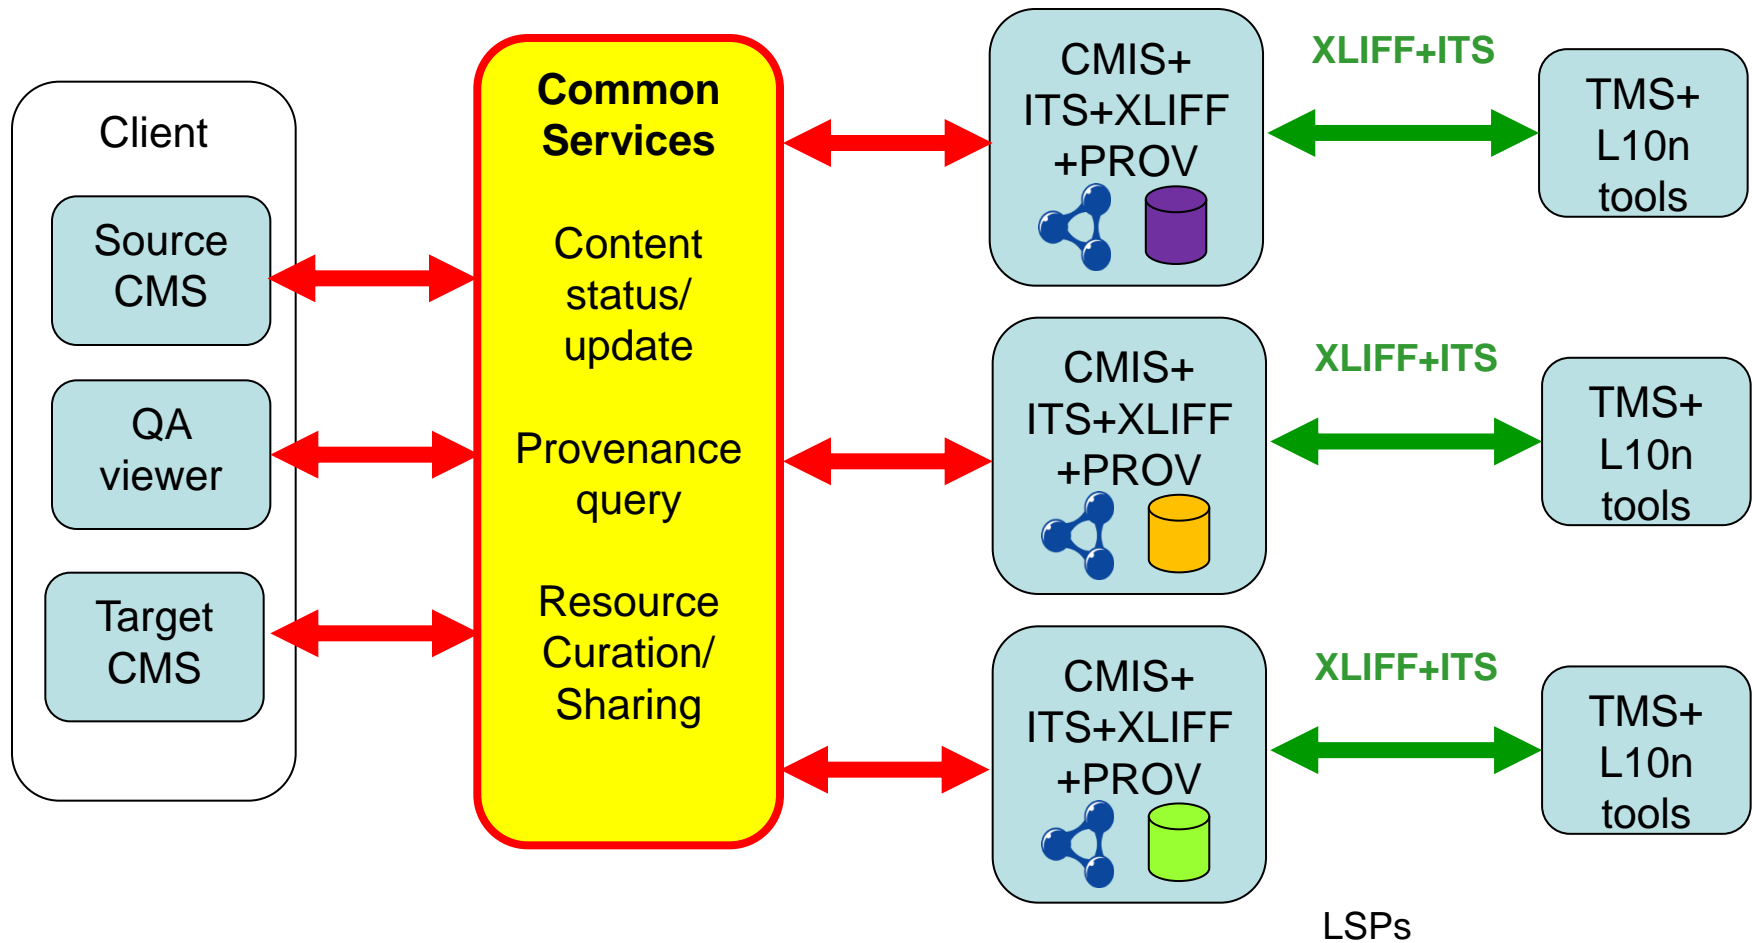 Client
Source
CMS
QA
viewer
Target
CMS
Common
Services
Content
status/
update
Provenance
query
Resource
Curation/
Sharing
CMIS+
ITS+XLIFF
+PROV
XLIFF+ITS
TMS+
L10n
tools
CMIS+
ITS+XLIFF
+PROV
XLIFF+ITS
TMS+
L10n
tools
CMIS+
ITS+XLIFF
+PROV
XLIFF+ITS
TMS+
L10n
tools
LSPs